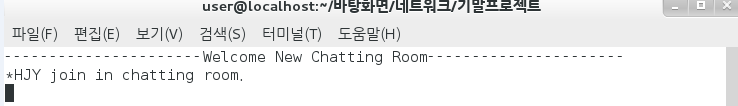 user@localhost:~/바탕화면/네트워크/기말프로젝트
파일(F) 편집(E) 보기(V) 검색(S) 터미널(T) 도움말(H)
----------------------Welcome New Chatting Room----------------------
*HJY join in chatting room.